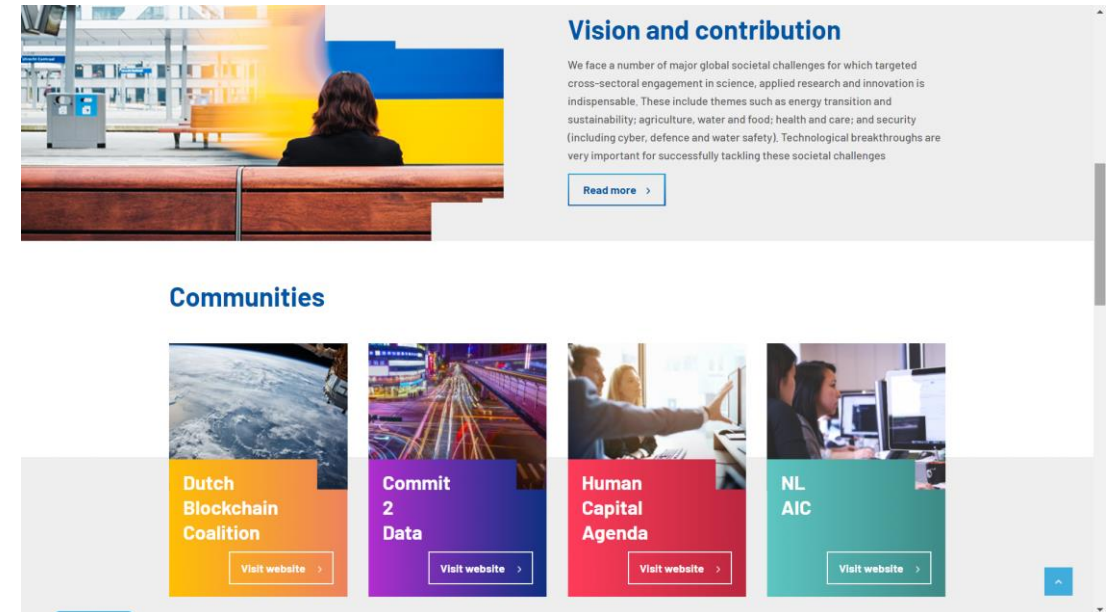 Vision and contribution
We face a number of major global societal challenges for which targeted
cross-sectoral engagement in science, applied research and innovation is
indispensable. These include themes such as energy transition and
sustainability; agriculture, water and food; health and care; and security
(including cyber, defence and water safety). Technological breakthroughs are
very important for successfully tackling these societal challenges
Read more
Communities
Dutch
Blockchain
Coalition
Visit website
Commit
2
Data
Visit website
Human
Capital
Agenda
Visit website
NL
AIC
Visit website